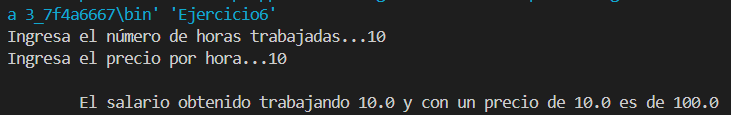 a 3_7f4a6667\bin' 'Ejercicio6'
Ingresa el número de horas trabajadas...10
Ingresa el precio por hora...10
El salario obtenido trabajando 10.0 y con un precio de 10.0 es de 100.0